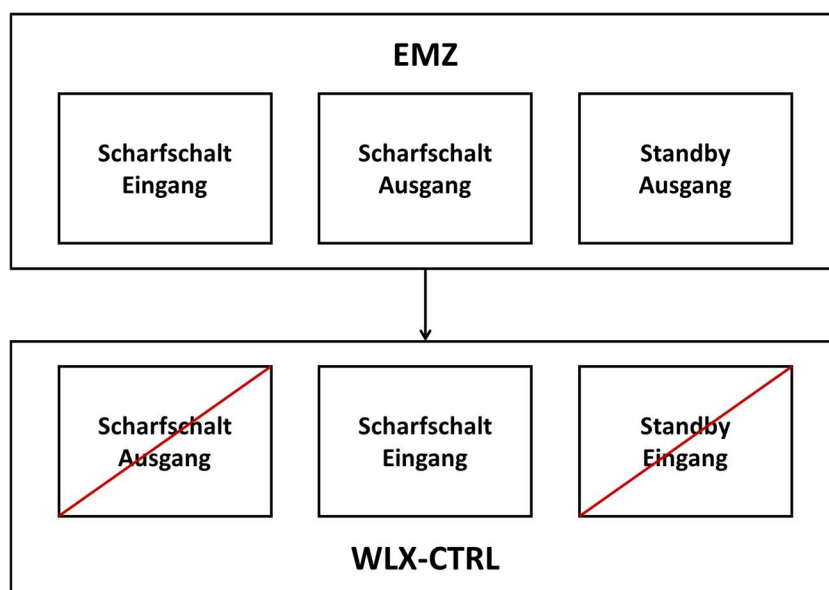 EMZ
Scharfschalt
Eingang
Scharfschalt
Ausgang
Standby
Ausgang
Scharfschalt
Ausgang
Scharfschalt
Eingang
Standby
Eingang
WLX-CTRL